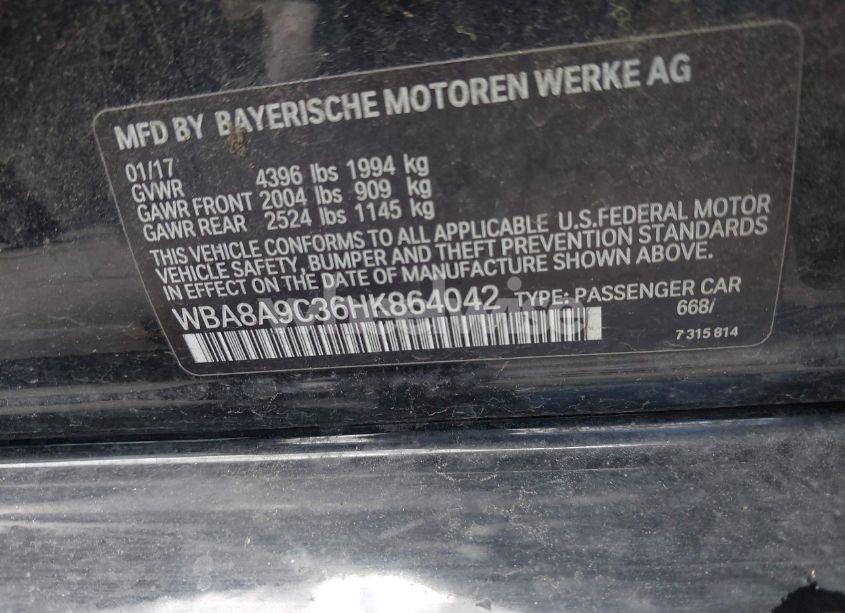 MFD BY BAYERISCHE MOTOREN WERKE AG
01/17
GVWR 4396 lbs 1994 kg
GAWR FRONT 2004 lbs 909 kg
GAWR REAR 2524 lbs 1145 kg
THIS VEHICLE CONFORMS TO ALL APPLICABLE U.S.FEDERAL MOTOR
VEHICLE SAFETY, BUMPER AND THEFT PREVENTION STANDARDS
IN EFFECT ON THE DATE OF MANUFACTURE SHOWN ABOVE.
WBA8A9C36HK864042 TYPE: PASSENGER CAR
668/
7 315 814